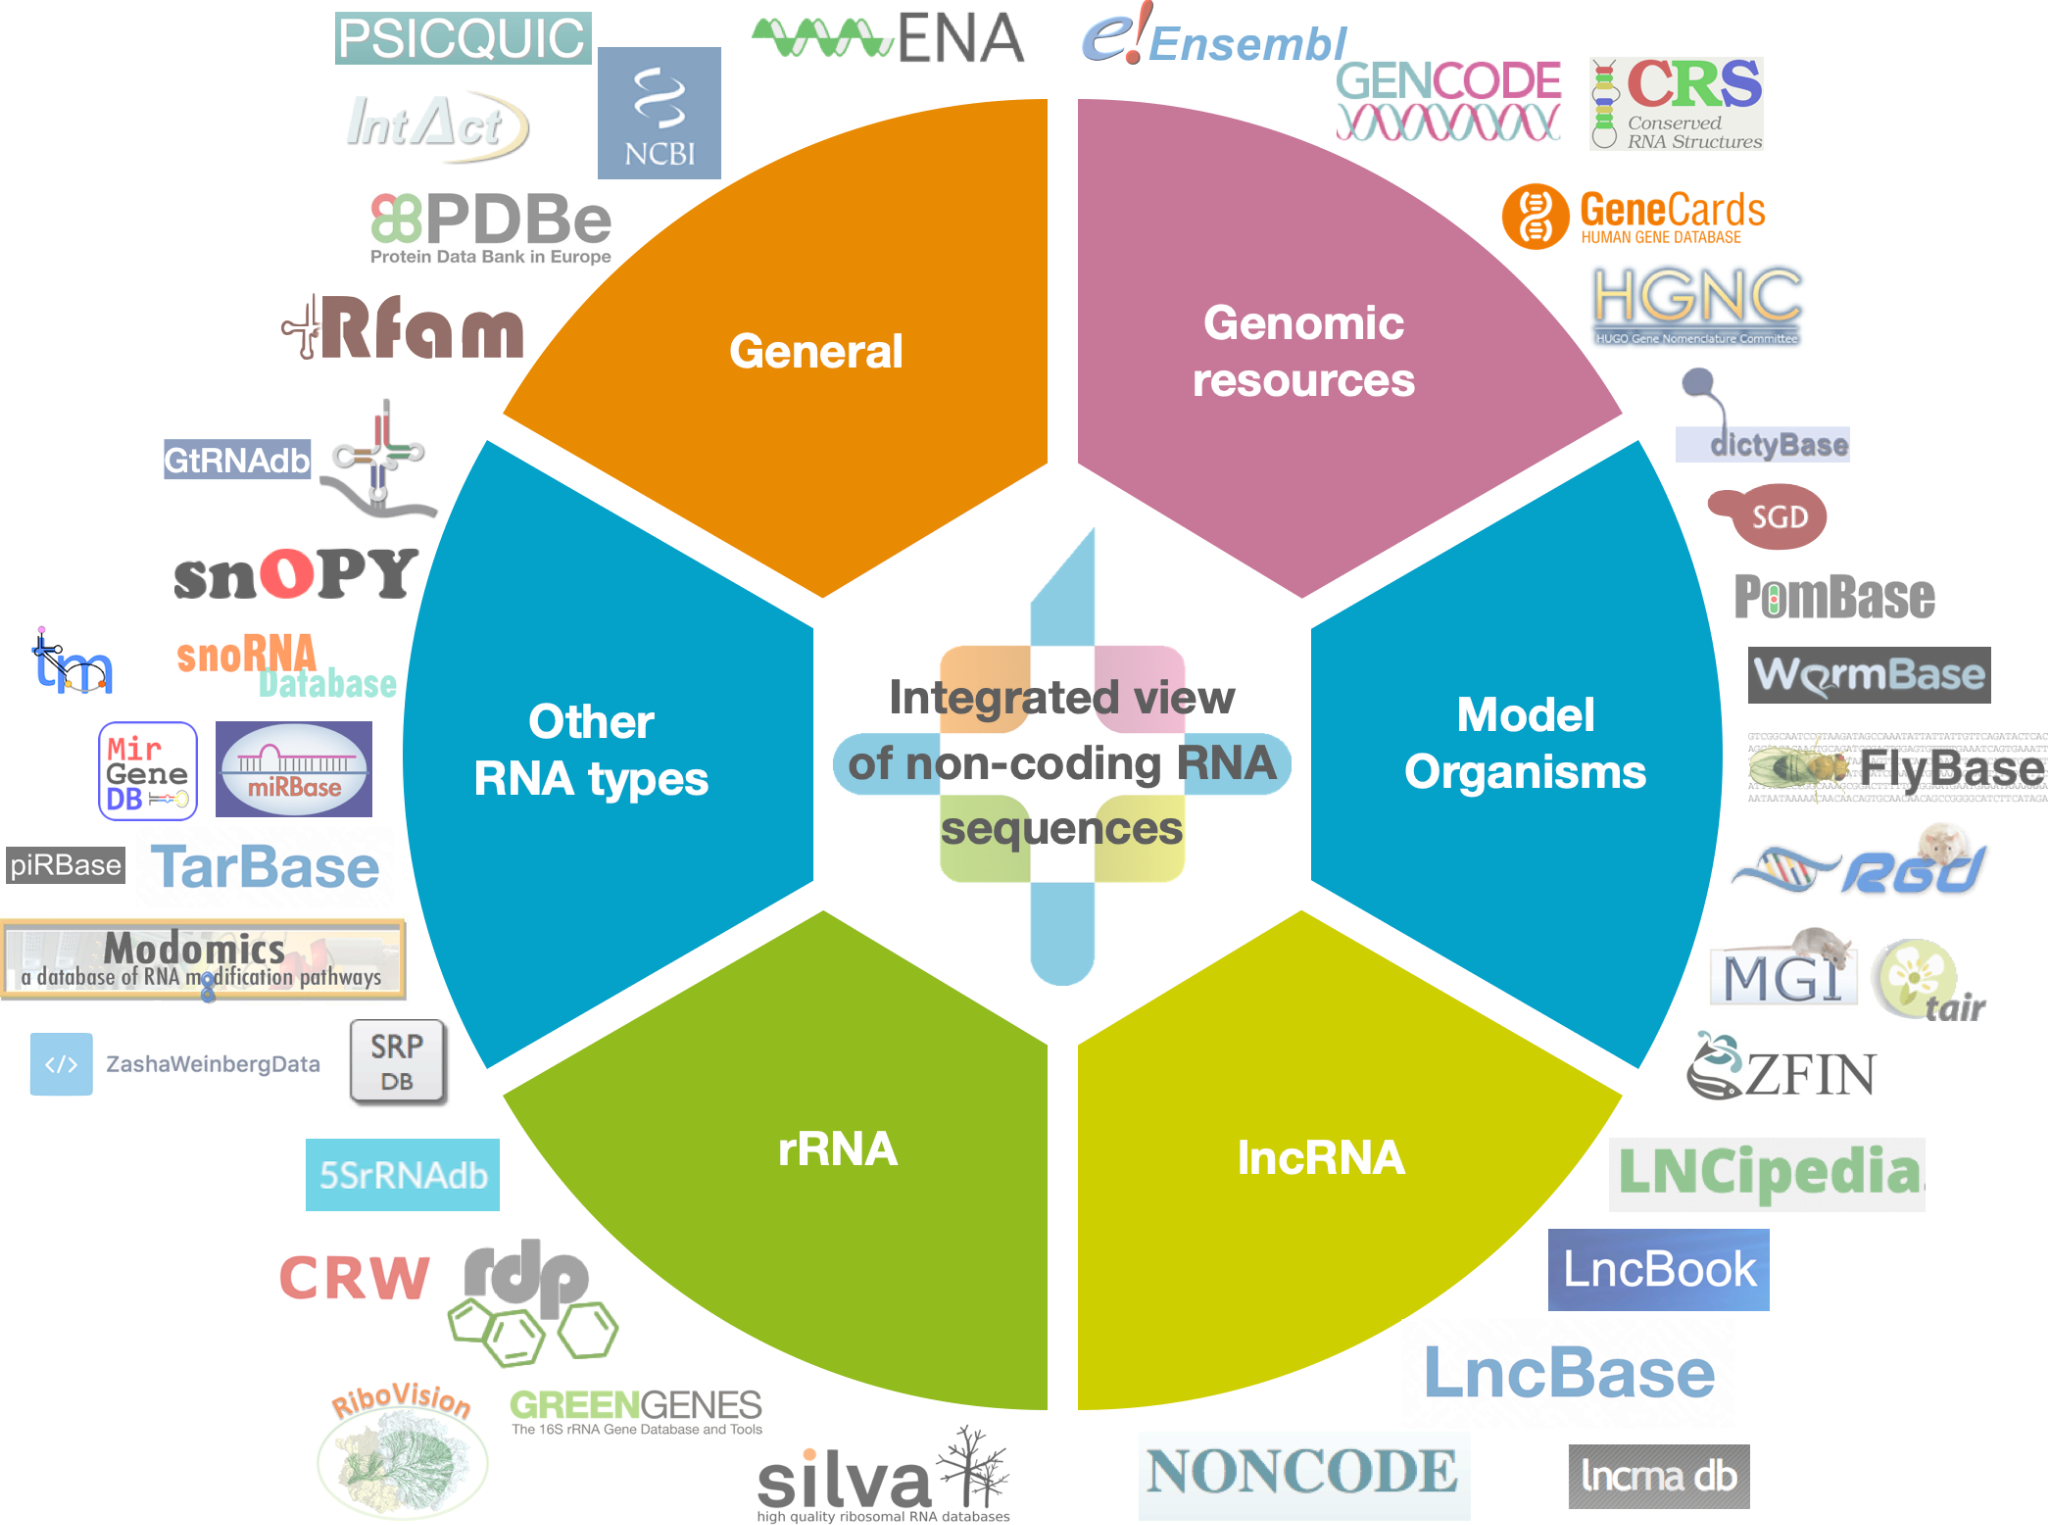 PSICQUIC
IntAct
NCBI
PDBe
Protein Data Bank in Europe
Rfam
ENA
e!Ensembl
GENCODE
CRS
Conserved
RNA Structures
GeneCards
HUMAN GENE DATABASE
HGNC
HUGO Gene Nomenclature Committee
General
Genomic
resources
GtRNAdb
snOPY
tm
snoRNA
Database
Mir
Gene
DB
miRBase
piRBase
TarBase
Modomics
a database of RNA modification pathways
</>
ZashaWeinbergData
SRP
DB
Other
RNA types
Integrated view
of non-coding RNA
sequences
Model
Organisms
dictyBase
SGD
PomBase
WormBase
FlyBase
RGD
MGI
tair
ZFIN
rRNA
lncRNA
5SrRNAdb
CRW
rdp
RiboVision
GREENGENES
The 16S rRNA Gene Database and Tools
silva
high quality ribosomal RNA databases
LNCipedia
LncBook
LncBase
NONCODE
lncrna db